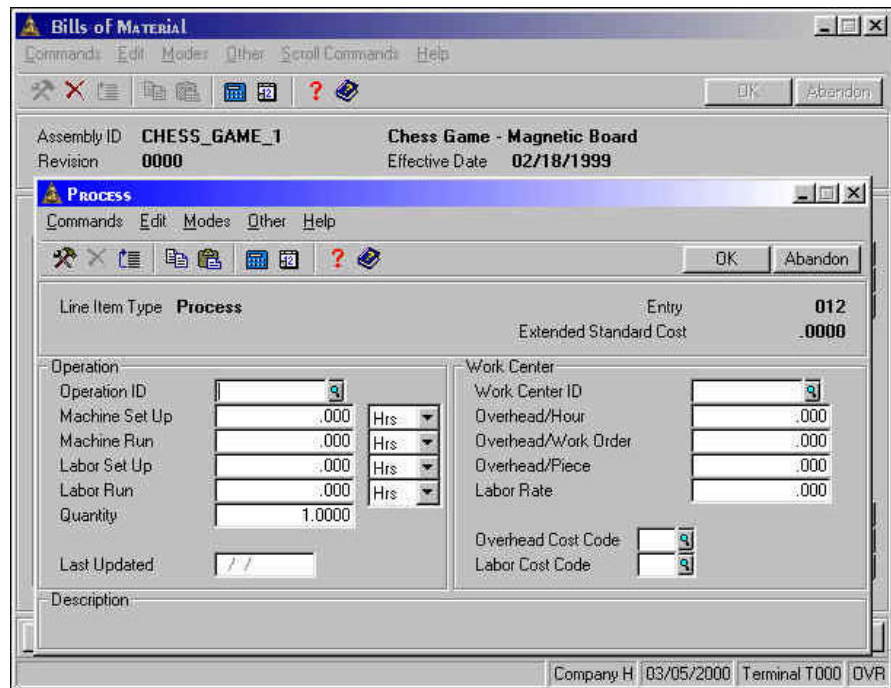 Bills of Material
Commands Edit Modes Other Scroll Commands Help
OK Abandon
Assembly ID CHESS_GAME_1 Chess Game - Magnetic Board
Revision 0000 Effective Date 02/18/1999
Process
Commands Edit Modes Other Help
OK Abandon
Line Item Type Process Entry 012
Extended Standard Cost .0000
Operation Work Center
Operation ID Work Center ID
Machine Set Up .000 Hrs Overhead/Hour .000
Machine Run .000 Hrs Overhead/Work Order .000
Labor Set Up .000 Hrs Overhead/Piece .000
Labor Run .000 Hrs Labor Rate .000
Quantity 1.0000
Overhead Cost Code
Last Updated / / Labor Cost Code
Description
Company H 03/05/2000 Terminal T000 OVR